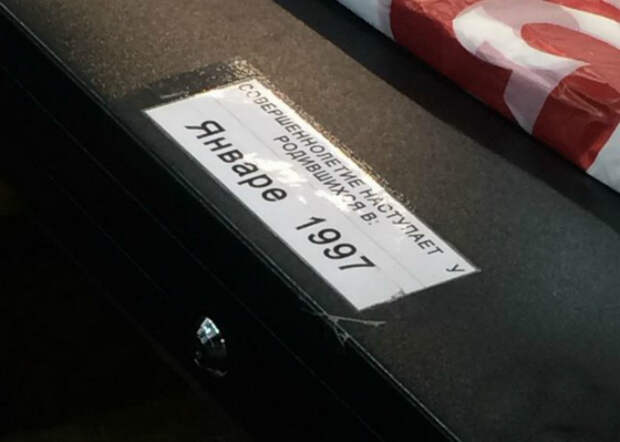 СОВЕРШЕННОЛЕТИЕ НАСТУПАЕТ У
РОДИВШИХСЯ В:
Январе 1997